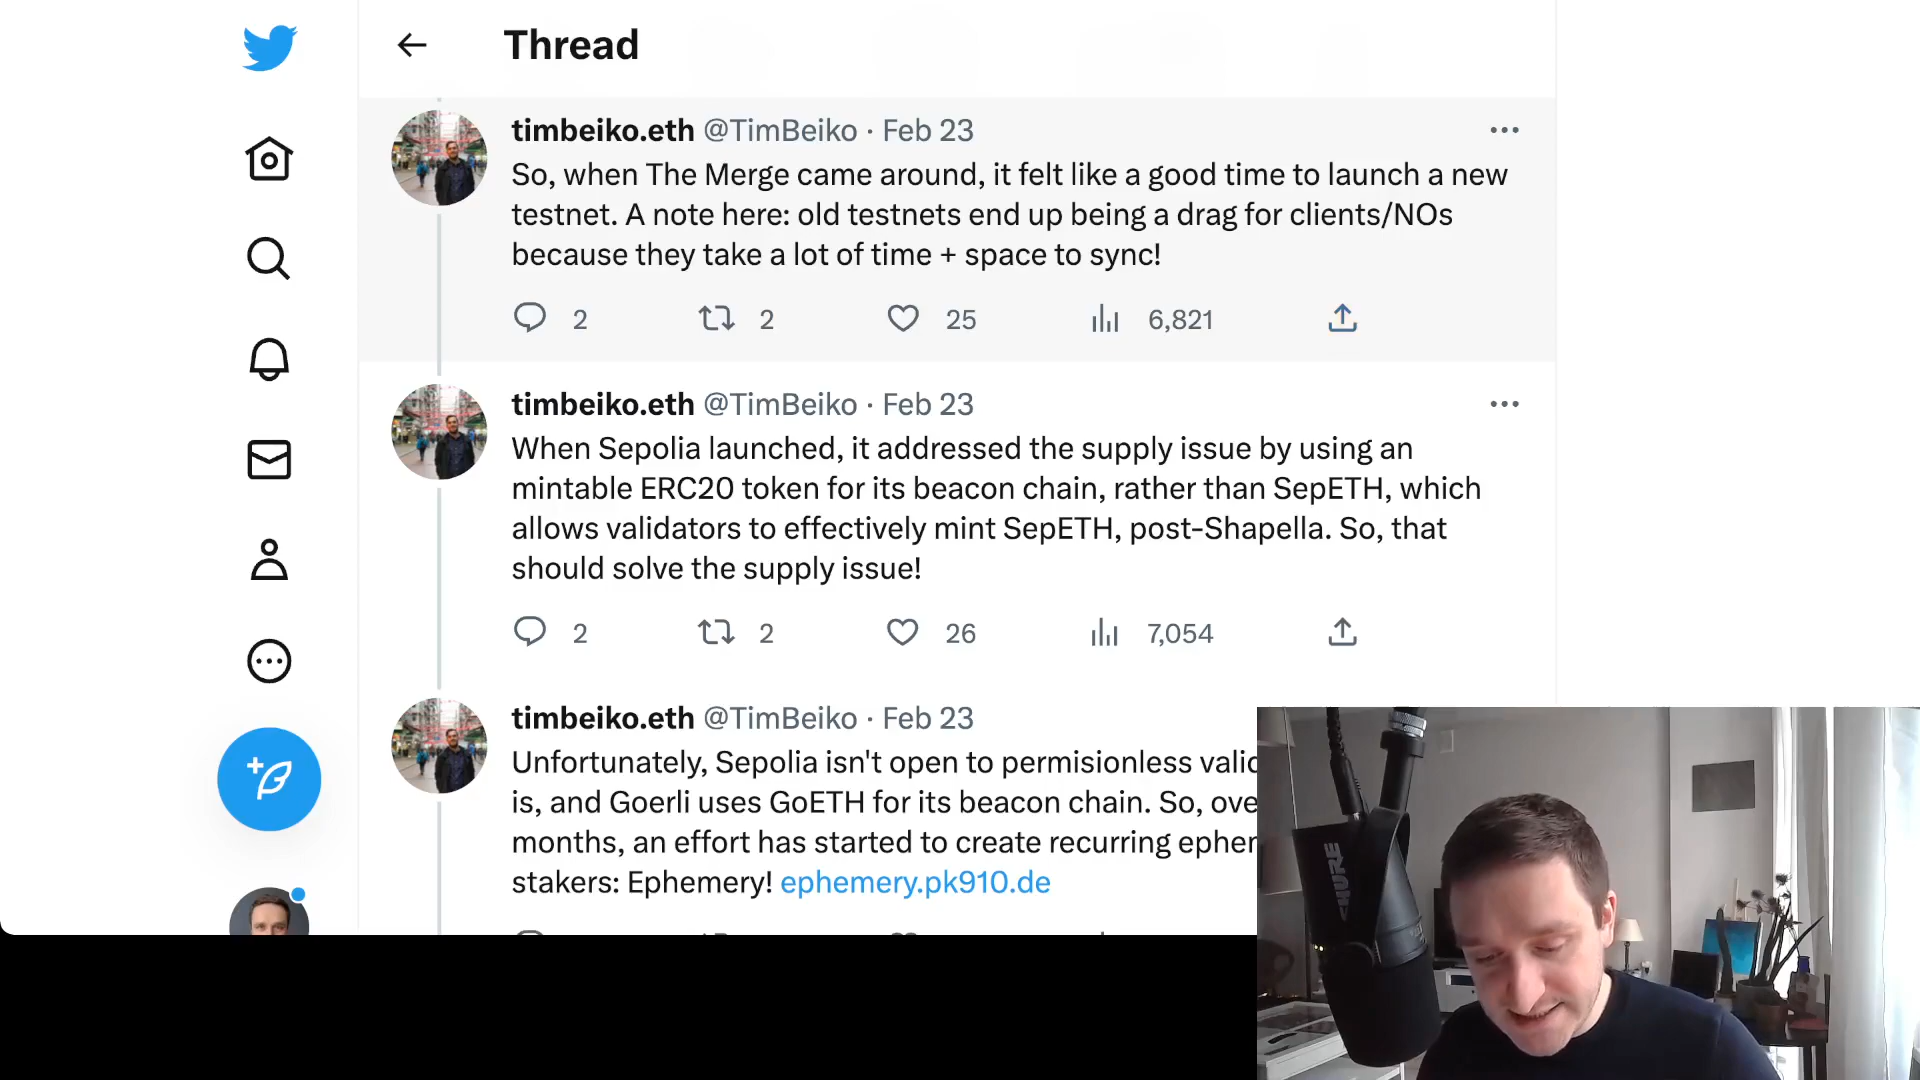 Thread
timbeiko.eth @TimBeiko · Feb 23
So, when The Merge came around, it felt like a good time to launch a new
testnet. A note here: old testnets end up being a drag for clients/NOs
because they take a lot of time + space to sync!
2 2 25 6,821
timbeiko.eth @TimBeiko · Feb 23
When Sepolia launched, it addressed the supply issue by using an
mintable ERC20 token for its beacon chain, rather than SepETH, which
allows validators to effectively mint SepETH, post-Shapella. So, that
should solve the supply issue!
2 2 26 7,054
timbeiko.eth @TimBeiko · Feb 23
Unfortunately, Sepolia isn't open to permisionless
is, and Goerli uses GoETH for its beacon chain. So,
months, an effort has started to create recurring
stakers: Ephemery! ephemery.pk910.de
SHURE